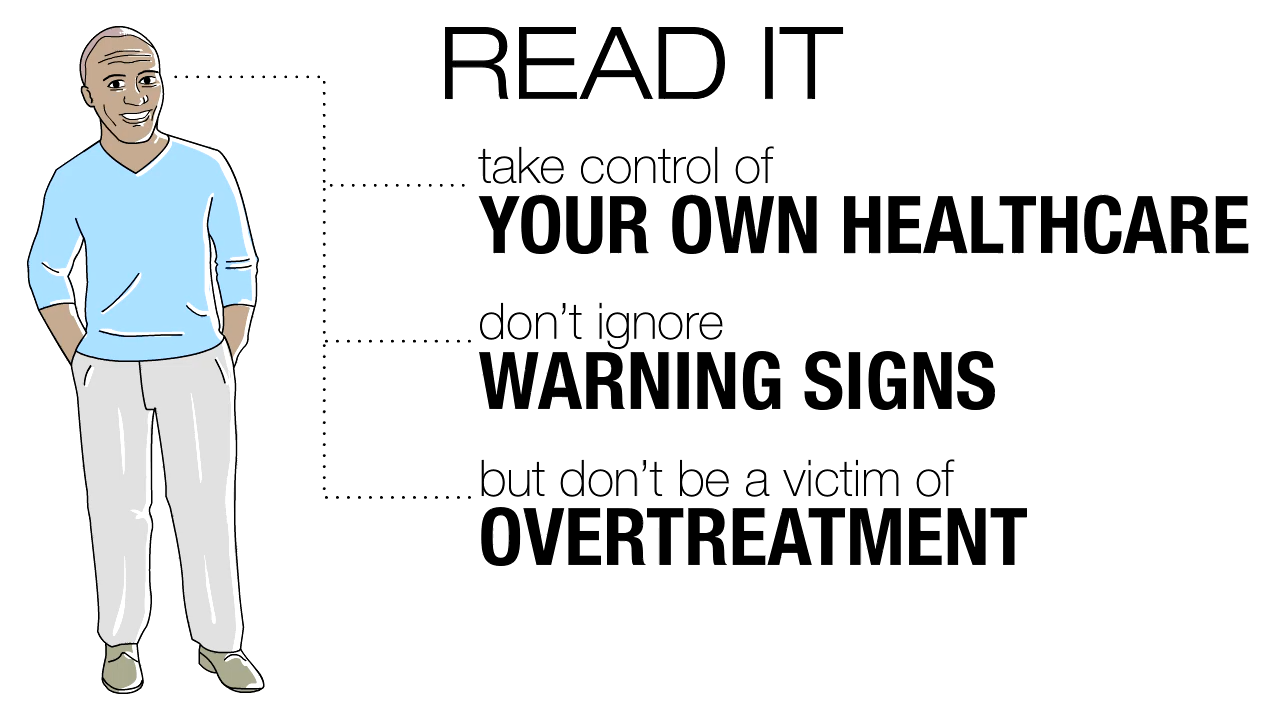 READ IT
take control of
YOUR OWN HEALTHCARE
don't ignore
WARNING SIGNS
but don't be a victim of
OVERTREATMENT